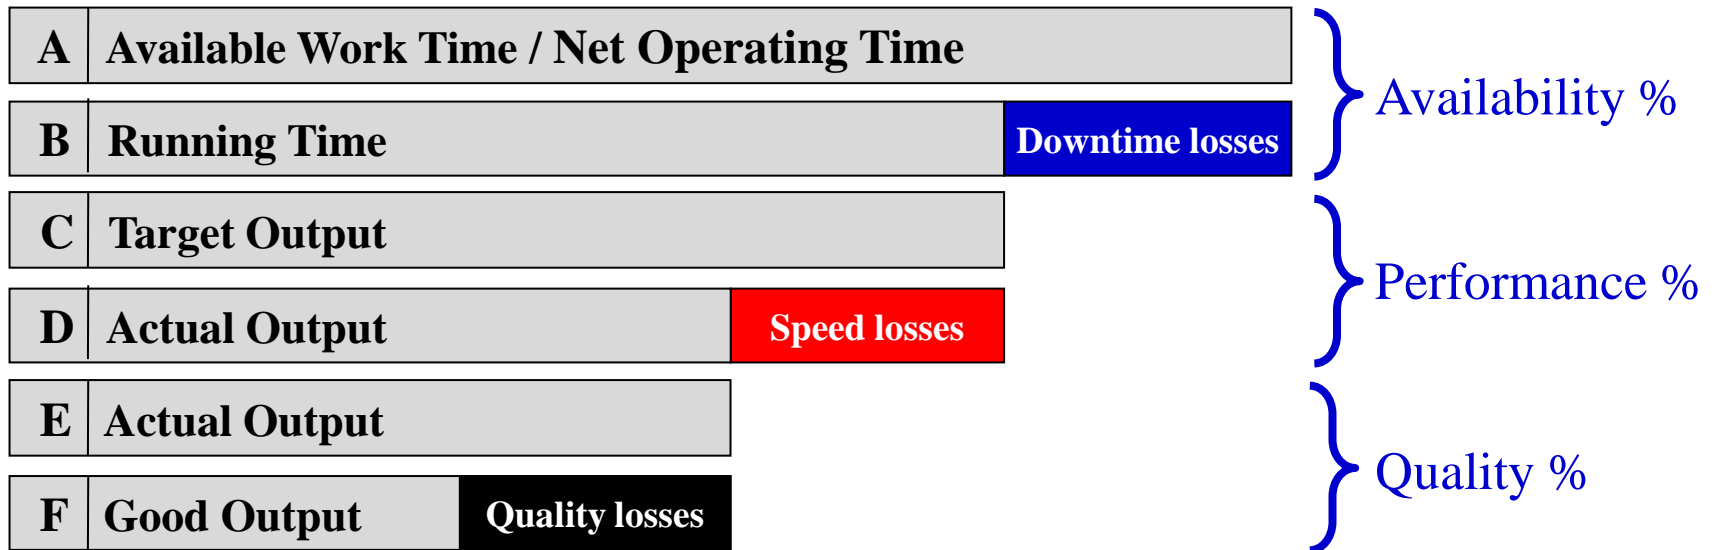 A Available Work Time / Net Operating Time
Availability %
B Running Time Downtime losses
C Target Output
Performance %
D Actual Output Speed losses
E Actual Output
Quality %
F Good Output Quality losses